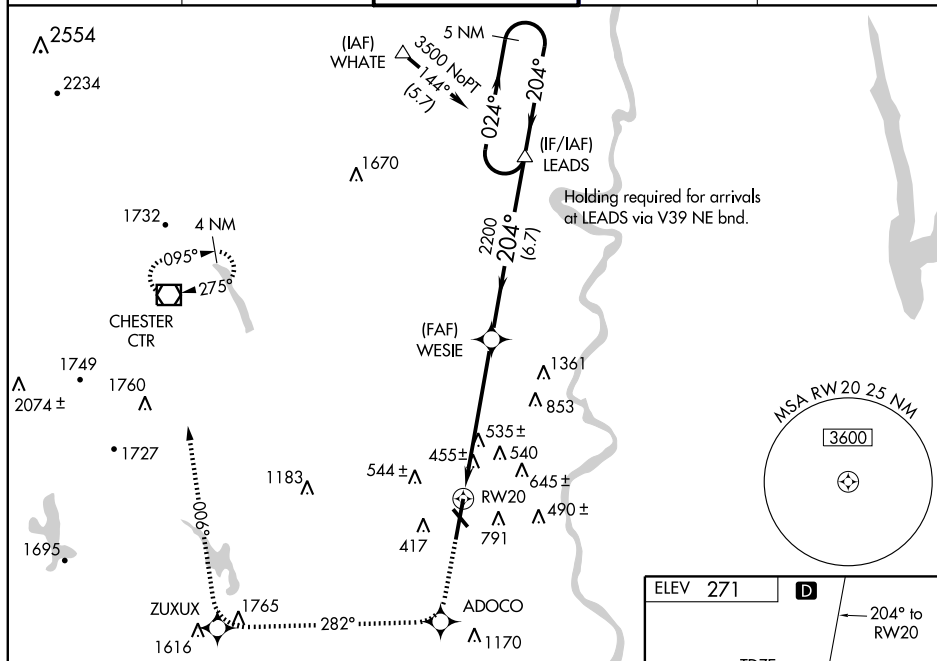 2554
2234
(IAF)
WHATE
3500 NoPT
144°
(5.7)
5 NM
024°
204°
(IF/IAF)
LEADS
1670
Holding required for arrivals
at LEADS via V39 NE bnd.
1732
4 NM
095°
275°
CHESTER
CTR
2200
204°
(6.7)
(FAF)
WESIE
1749
1760
2074 ±
1727
1361
853
535 ±
455 ±
540
544 ±
645 ±
1183
RW20
490 ±
791
417
MSA RW20 25 NM
3600
006°
1695
ZUXUX
1765
1616
282°
ADOCO
1170
ELEV 271
D
204° to
RW20